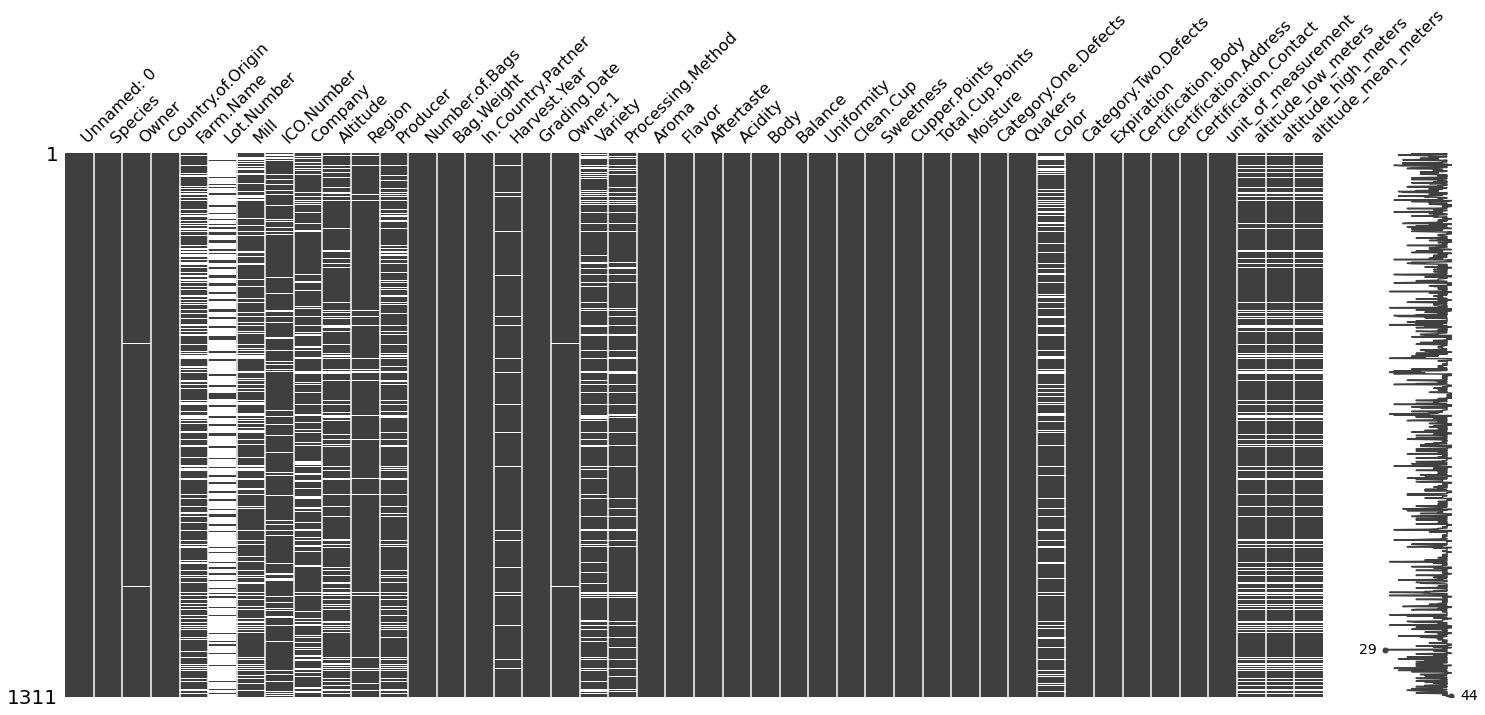 Unnamed: 0
Species
Owner
Country.of.Origin
Farm.Name
Lot.Number
Mill
ICO.Number
Company
Altitude
Region
Producer
Number.of.Bags
Bag.Weight
In.Country.Partner
Harvest.Year
Grading.Date
Owner.1
Variety
Processing.Method
Aroma
Flavor
Aftertaste
Acidity
Body
Balance
Uniformity
Clean.Cup
Sweetness
Cupper.Points
Total.Cup.Points
Moisture
Category.One.Defects
Quakers
Color
Category.Two.Defects
Expiration
Certification.Body
Certification.Address
Certification.Contact
unit_of_measurement
altitude_low_meters
altitude_high_meters
altitude_mean_meters
1
29
1311
44